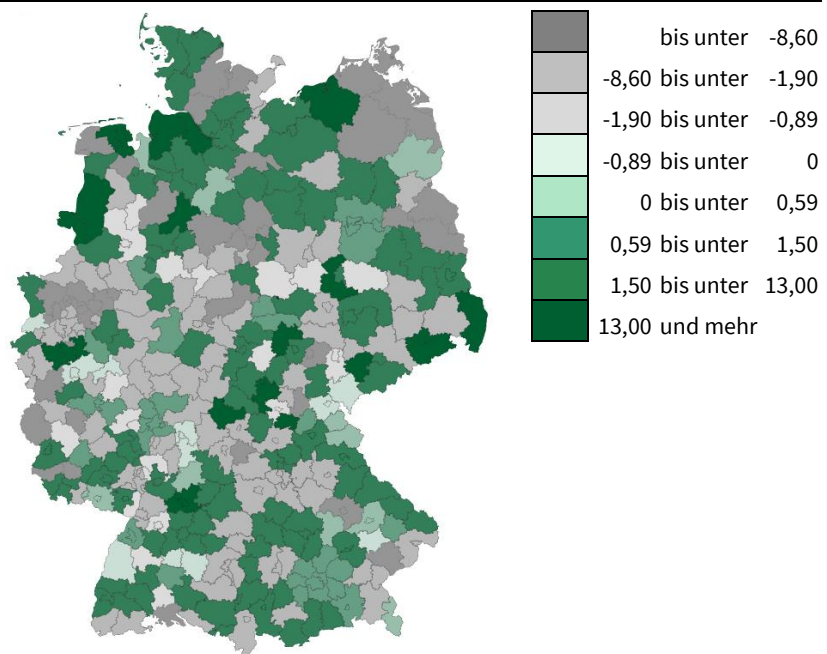 bis unter -8,60
-8,60 bis unter -1,90
-1,90 bis unter -0,89
-0,89 bis unter 0
0 bis unter 0,59
0,59 bis unter 1,50
1,50 bis unter 13,00
13,00 und mehr